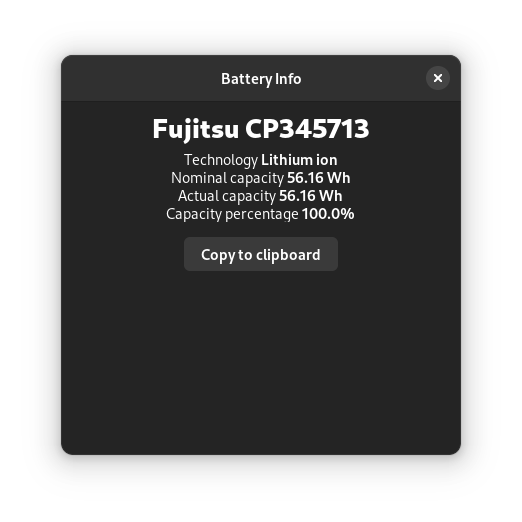 Battery Info
Fujitsu CP345713
Technology Lithium ion
Nominal capacity 56.16 Wh
Actual capacity 56.16 Wh
Capacity percentage 100.0%
Copy to clipboard